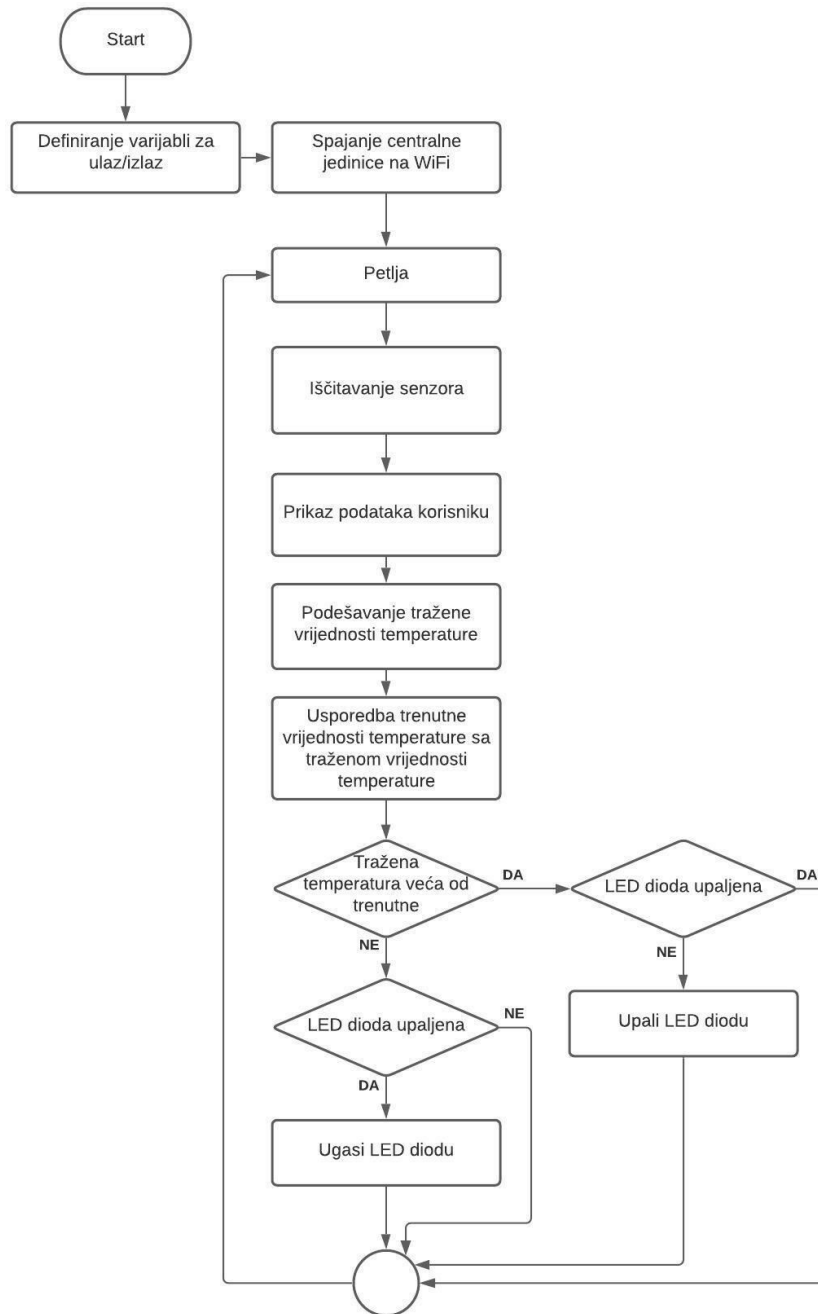 Start
Definiranje varijabli za
ulaz/izlaz
Spajanje centralne
jedinice na WiFi
Petlja
Iščitavanje senzora
Prikaz podataka korisniku
Podešavanje tražene
vrijednosti temperature
Usporedba trenutne
vrijednosti temperature sa
traženom vrijednosti
temperature
Tražena
temperatura veća od
trenutne
DA
LED dioda upaljena
DA
NE
NE
LED dioda upaljena
NE
Upali LED diodu
DA
Ugasi LED diodu